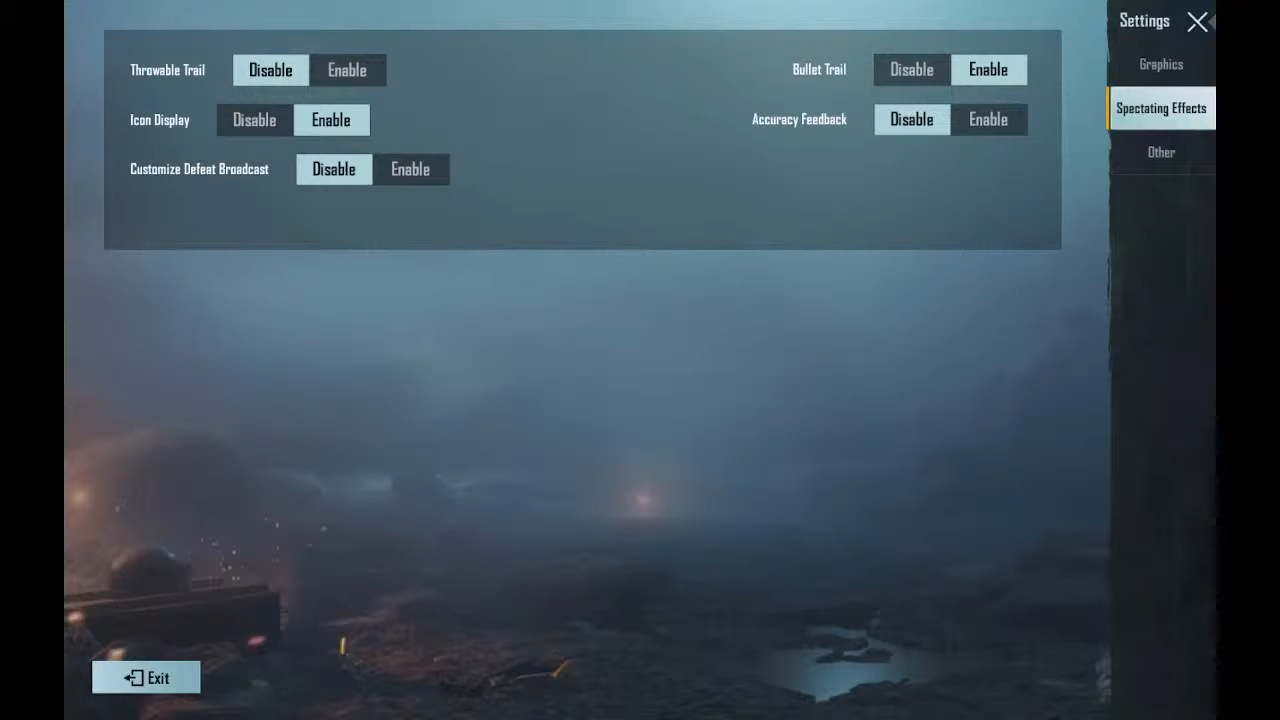 Settings
Graphics
Spectating Effects
Other
Throwable Trail Disable Enable
Bullet Trail Disable Enable
Icon Display Disable Enable
Accuracy Feedback Disable Enable
Customize Defeat Broadcast Disable Enable
Exit